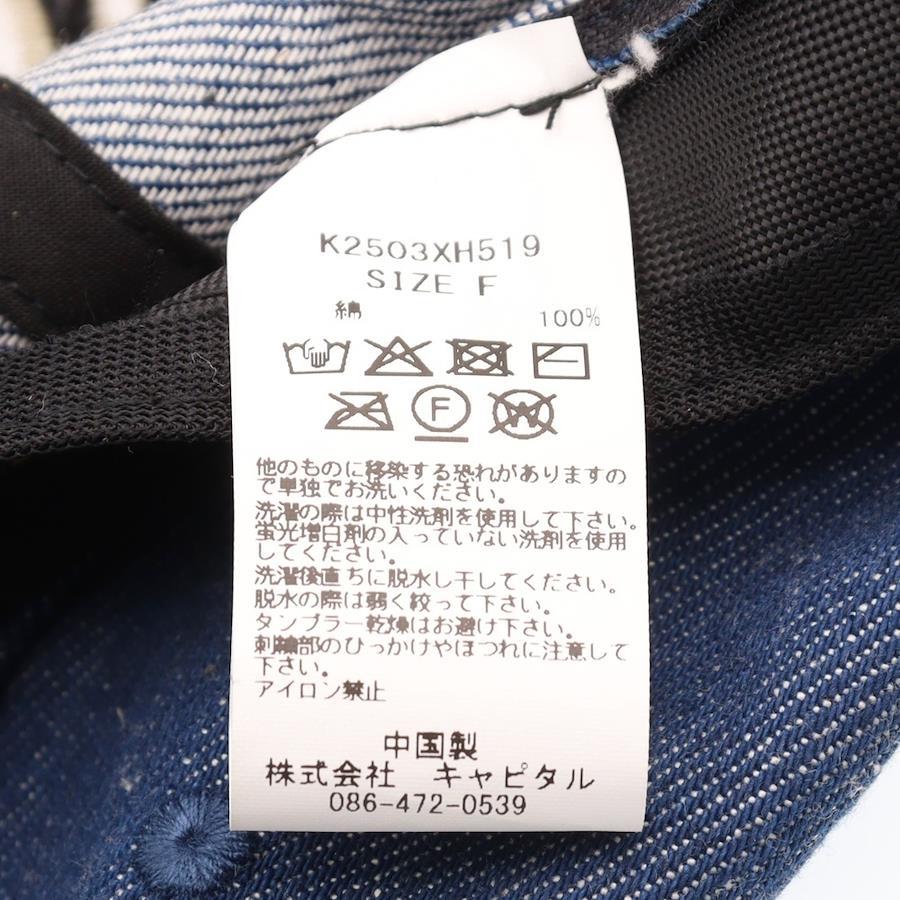 K2503XH519
SIZE F
綿 100%
F
W
他のものに移染する恐れがありますの
で単独でお洗いください。
洗濯の際は中性洗剤を使用して下さい。
蛍光増白剤の入っていない洗剤を使用
してください。
洗濯後直ちに脱水し干してください。
脱水の際は弱く絞って下さい。
タンブラー乾燥はお避け下さい。
刺繍部のひっかけやほつれに注意して
下さい。
アイロン禁止
中国製
株式会社 キャピタル
086-472-0539